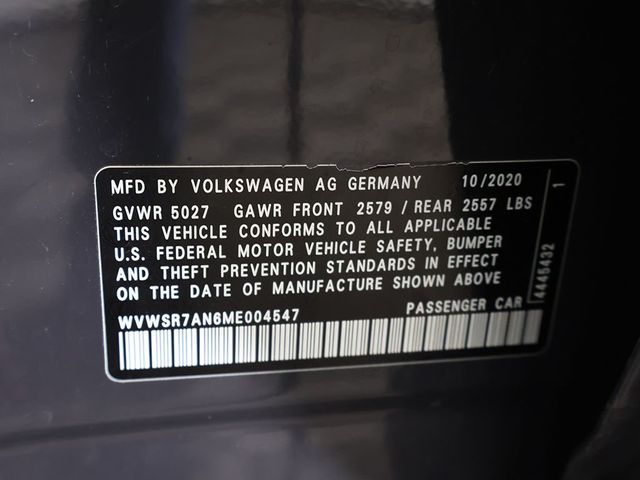 MFD BY VOLKSWAGEN AG GERMANY 10/2020
GVWR 5027 GAWR FRONT 2579 / REAR 2557 LBS
THIS VEHICLE CONFORMS TO ALL APPLICABLE
U.S. FEDERAL MOTOR VEHICLE SAFETY, BUMPER
AND THEFT PREVENTION STANDARDS IN EFFECT
ON THE DATE OF MANUFACTURE SHOWN ABOVE
WVWSR7AN6ME004547 PASSENGER CAR
4445432 1